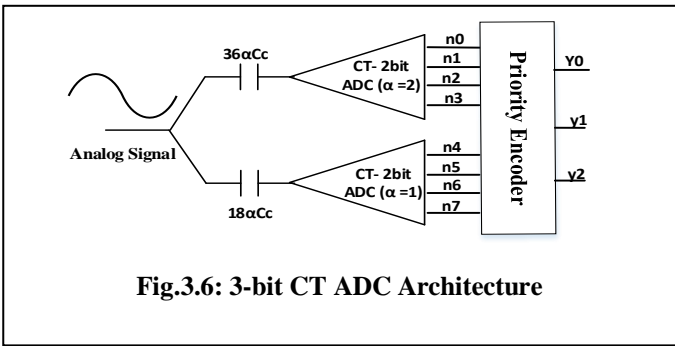 36αCc
CT- 2bit
ADC (α =2)
n0
n1
n2
n3
Analog Signal
18αCc
CT- 2bit
ADC (α =1)
n4
n5
n6
n7
Priority Encoder
Y0
y1
y2
Fig.3.6: 3-bit CT ADC Architecture